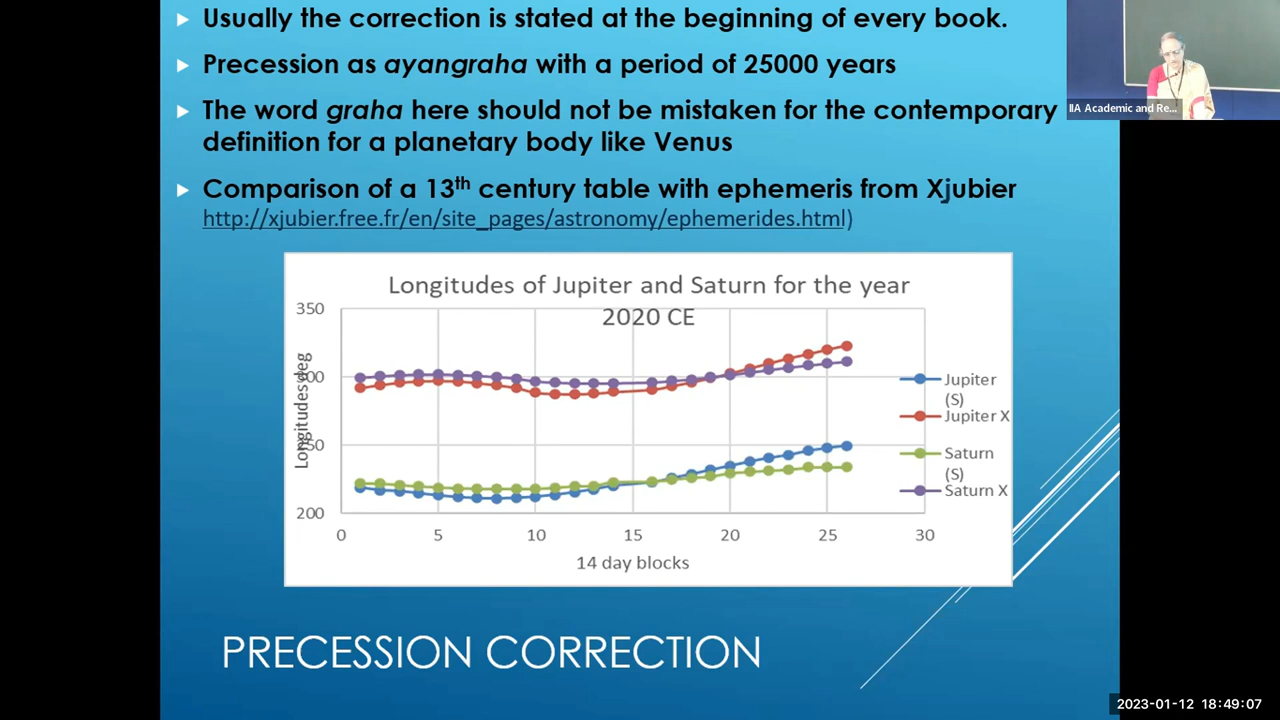 Usually the correction is stated at the beginning of every book.
Precession as ayangraha with a period of 25000 years
The word graha here should not be mistaken for the contemporary
definition for a planetary body like Venus
Comparison of a 13th century table with ephemeris from Xjubier
http://xjubier.free.fr/en/site_pages/astronomy/ephemerides.html)
IIA Academic and Re...
Longitudes of Jupiter and Saturn for the year
2020 CE
350
300
250
200
Longitudes deg
0 5 10 15 20 25 30
14 day blocks
Jupiter
(S)
Jupiter X
Saturn
(S)
Saturn X
PRECESSION CORRECTION
2023-01-12 18:49:07